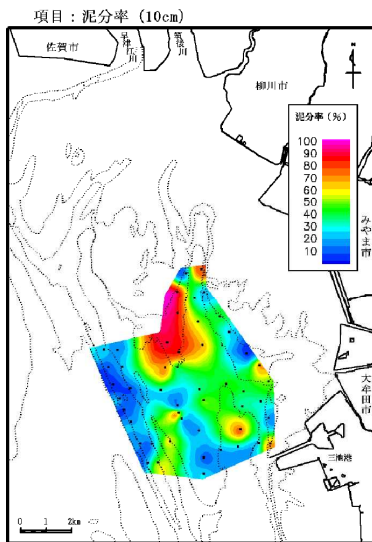 項目：泥分率（10cm）
佐賀市
早津江川
筑後川
柳川市
泥分率（%）
100
90
80
70
60
50
40
30
20
10
みやま市
大牟田市
三池港
0 1 2km